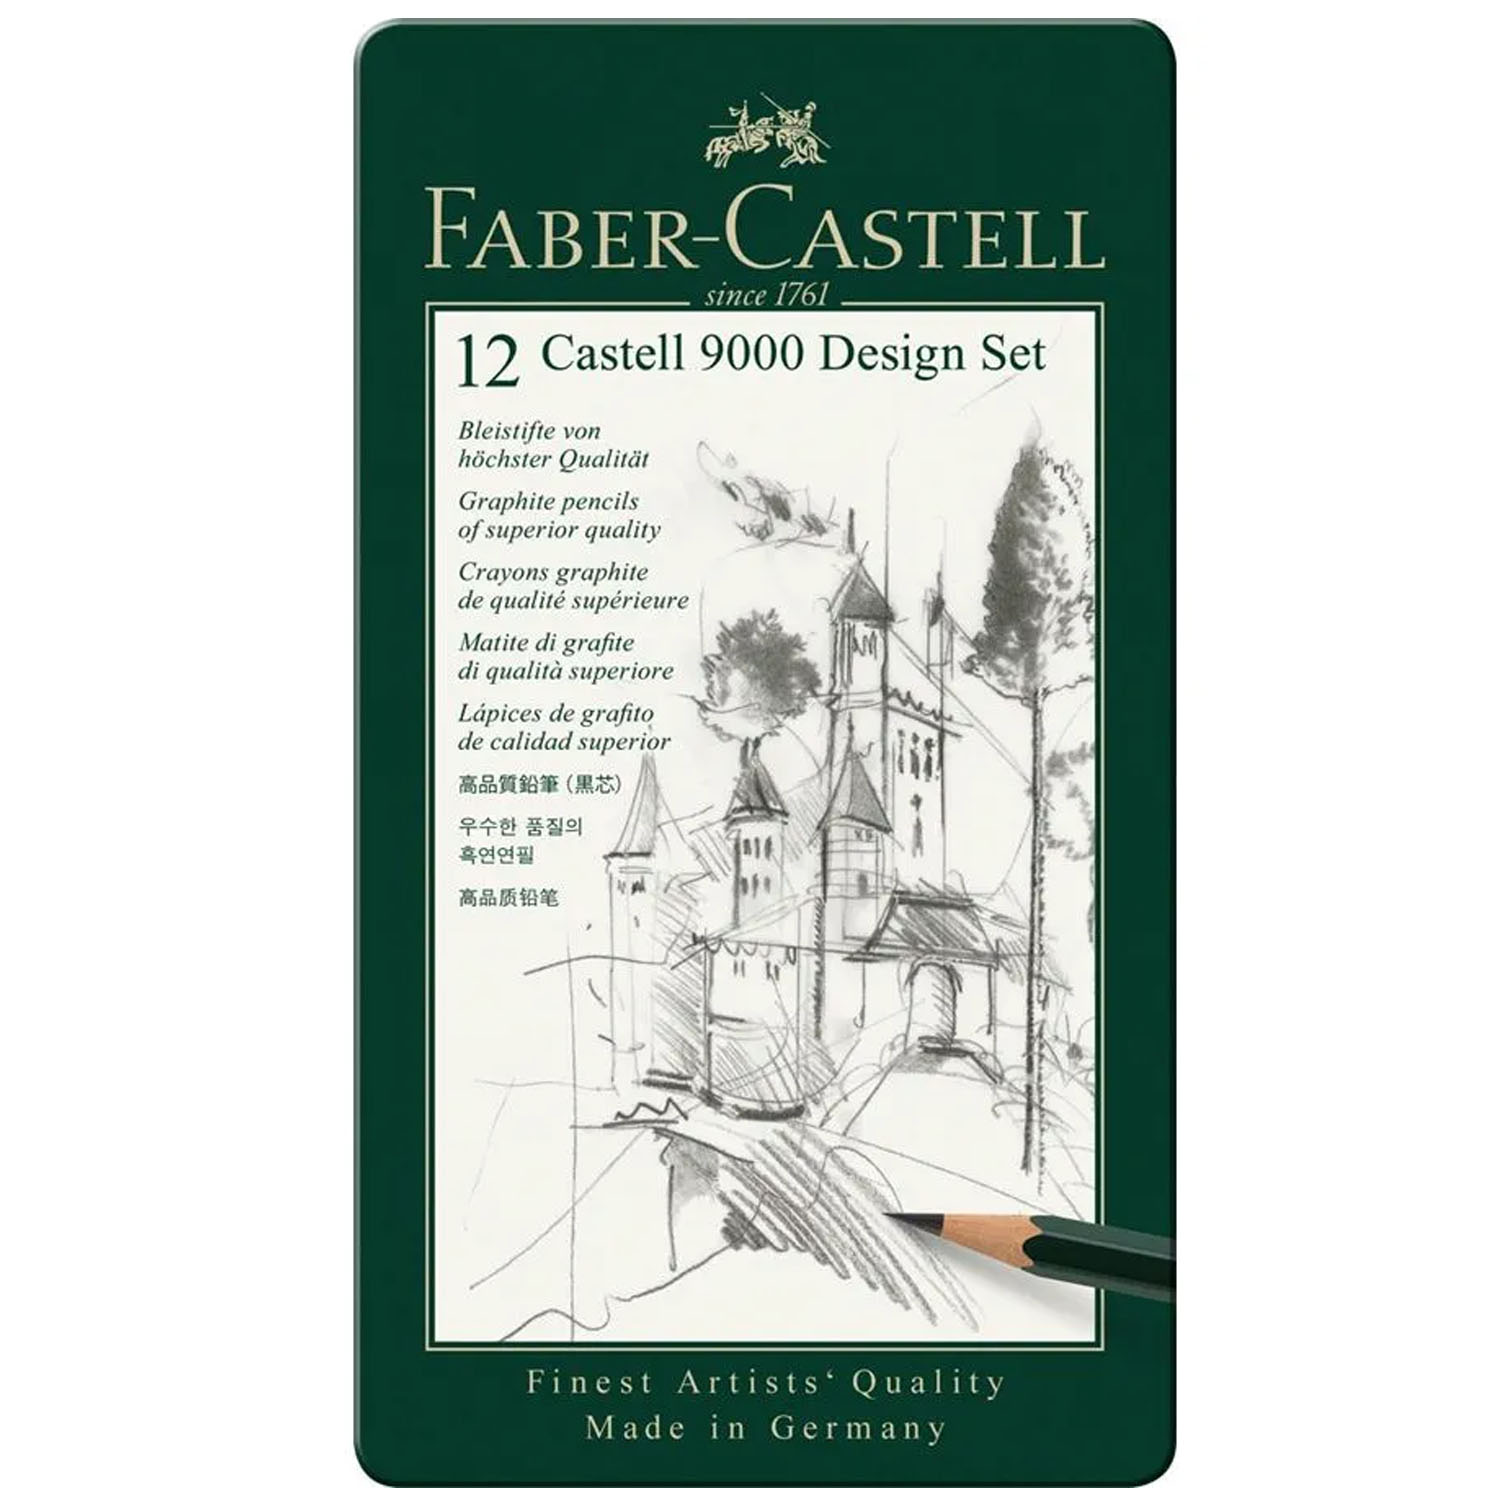 FABER-CASTELL
since 1761
12 Castell 9000 Design Set
Bleistifte von
höchster Qualität
Graphite pencils
of superior quality
Crayons graphite
de qualité supérieure
Matite di grafite
di qualità superiore
Lápices de grafito
de calidad superior
高品質鉛筆（黒芯）
우수한 품질의
흑연연필
高品质铅笔
Finest Artists‘ Quality
Made in Germany